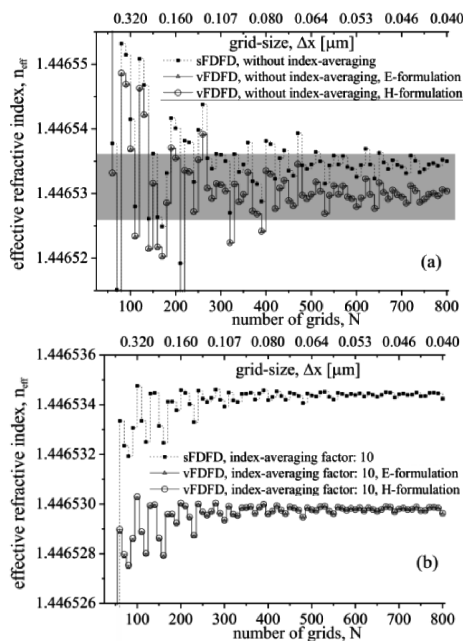 0.320 0.160 0.107 0.080 0.064 0.053 0.046 0.040
grid-size, Δx [μm]
sFDFD, without index-averaging
vFDFD, without index-averaging, E-formulation
vFDFD, without index-averaging, H-formulation
effective refractive index, n_eff
1.44655
1.44654
1.44653
1.44652
(a)
0 100 200 300 400 500 600 700 800
number of grids, N
0.320 0.160 0.107 0.080 0.064 0.053 0.046 0.040
grid-size, Δx [μm]
effective refractive index, n_eff
1.446536
1.446534
1.446532
1.446530
1.446528
1.446526
sFDFD, index-averaging factor: 10
vFDFD, index-averaging factor: 10, E-formulation
vFDFD, index-averaging factor: 10, H-formulation
(b)
0 100 200 300 400 500 600 700 800
number of grids, N